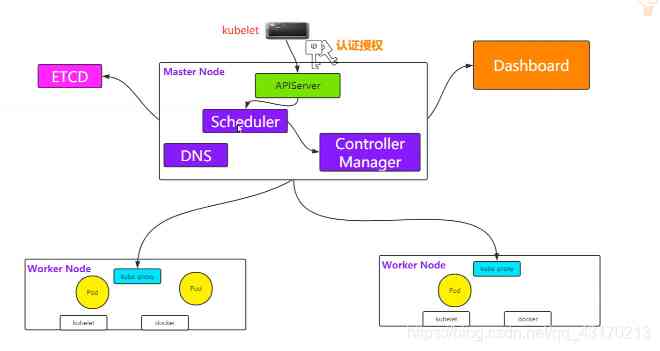 kubelet
认证授权
ETCD
Master Node
APIServer
Dashboard
Scheduler
DNS
Controller
Manager
Worker Node
kube proxy
Pod
Pod
kubelet
docker
Worker Node
kube proxy
Pod
kubelet
docker
https://blog.csdn.net/qq_43170213